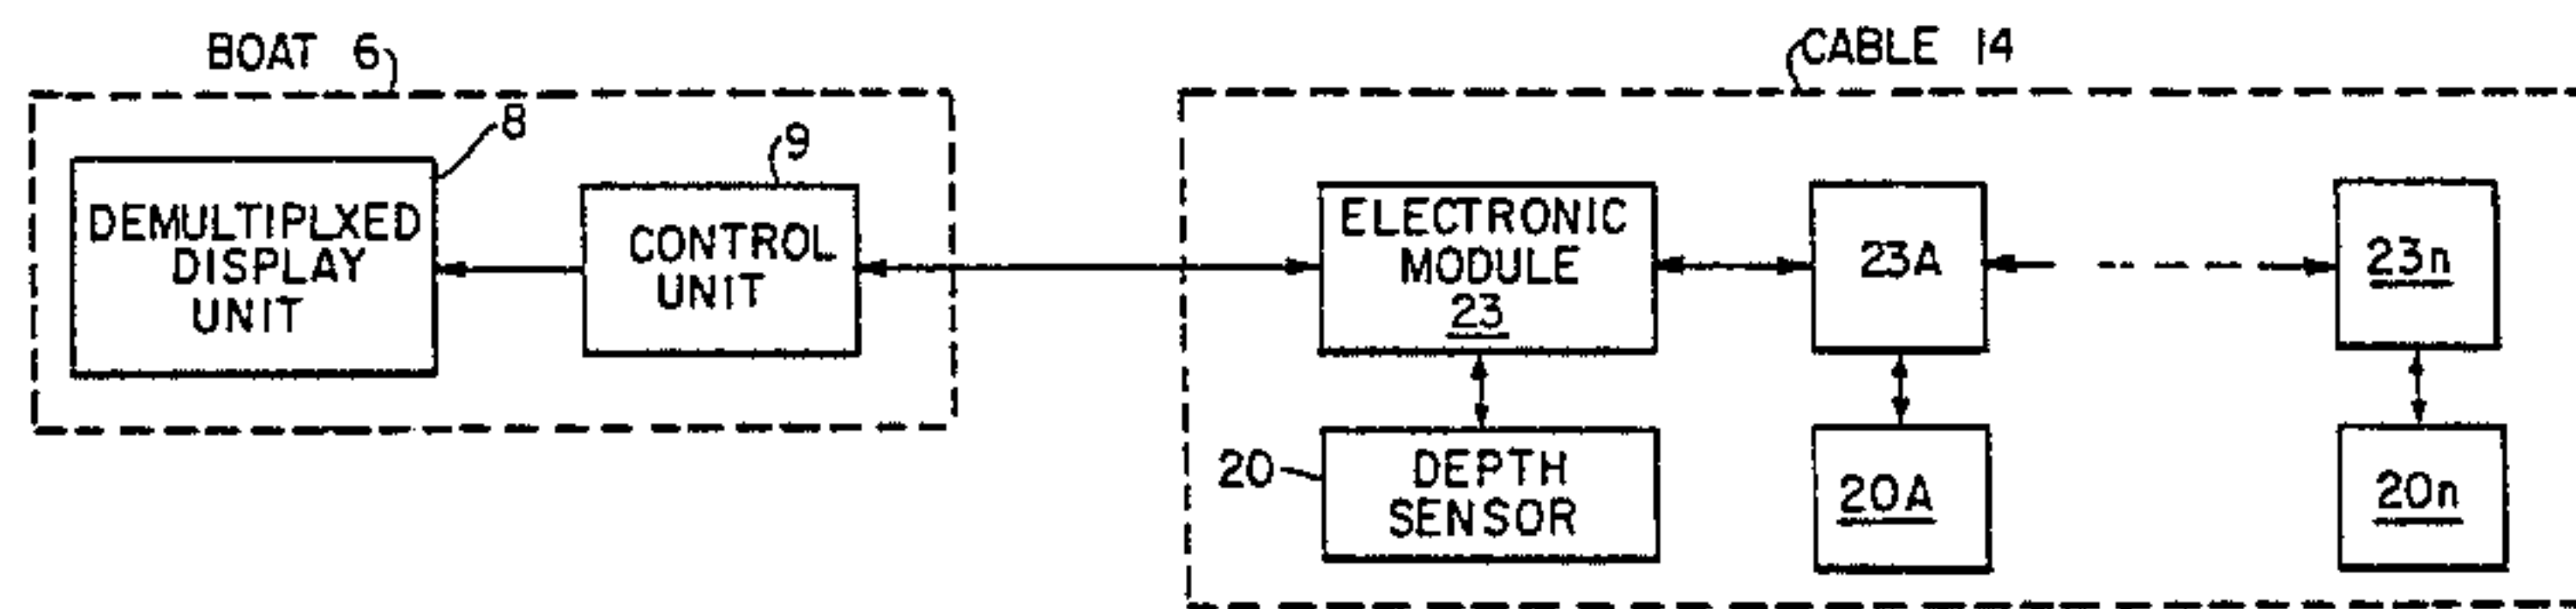 BOAT 6
CABLE 14
8
9
DEMULTIPLXED
DISPLAY
UNIT
CONTROL
UNIT
ELECTRONIC
MODULE
23
23A
23n
20
DEPTH
SENSOR
20A
20n